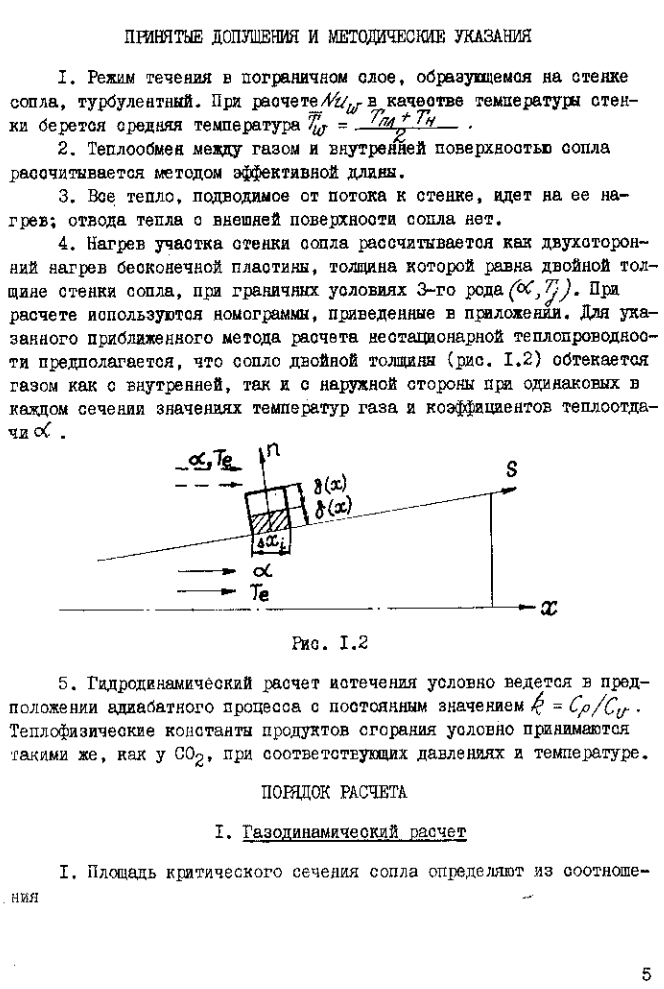 ПРИНЯТЫЕ ДОПУЩЕНИЯ И МЕТОДИЧЕСКИЕ УКАЗАНИЯ
I. Режим течения в пограничном слое, образующемся на стенке
сопла, турбулентный. При расчете Nu_w в качестве температуры стен-
ки берется средняя температура T̅_w = (T_пл + T_н)/2 .
2. Теплообмен между газом и внутренней поверхностью сопла
рассчитывается методом эффективной длины.
3. Все тепло, подводимое от потока к стенке, идет на ее на-
грев; отвода тепла с внешней поверхности сопла нет.
4. Нагрев участка стенки сопла рассчитывается как двухсторон-
ний нагрев бесконечной пластины, толщина которой равна двойной тол-
щине стенки сопла, при граничных условиях 3-го рода (α, T_f). При
расчете используются номограммы, приведенные в приложении. Для ука-
занного приближенного метода расчета нестационарной теплопроводнос-
ти предполагается, что сопло двойной толщины (рис. I.2) обтекается
газом как с внутренней, так и с наружной стороны при одинаковых в
каждом сечении значениях температур газа и коэффициентов теплоотда-
чи α .
α, Te
n
δ(x)
δ(x)
S
Δx_i
α
Te
x
Рис. I.2
5. Гидродинамический расчет истечения условно ведется в пред-
положении адиабатного процесса с постоянным значением k = C_p/C_v .
Теплофизические константы продуктов сгорания условно принимаются
такими же, как у CO₂, при соответствующих давлениях и температуре.
ПОРЯДОК РАСЧЕТА
I. Газодинамический расчет
I. Площадь критического сечения сопла определяют из соотноше-
ния
5